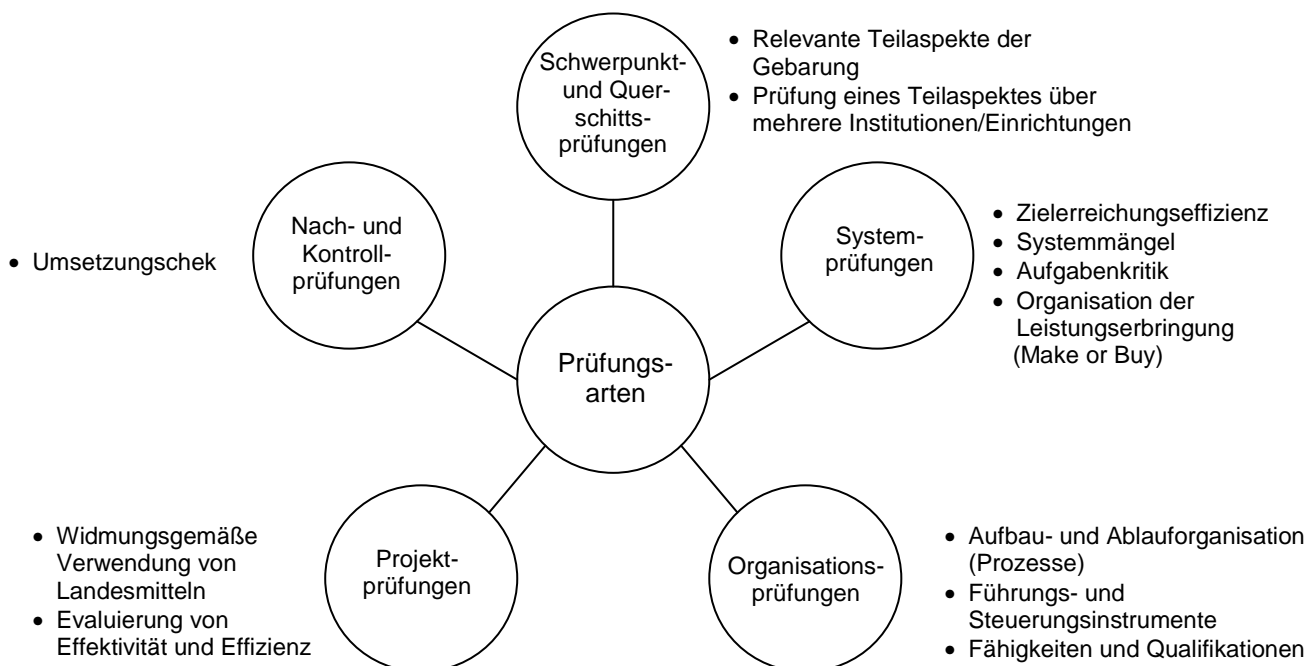 Schwerpunkt-
und Quer-
schitts-
prüfungen
• Relevante Teilaspekte der
Gebarung
• Prüfung eines Teilaspektes über
mehrere Institutionen/Einrichtungen
Nach- und
Kontroll-
prüfungen
• Umsetzungschek
System-
prüfungen
• Zielerreichungseffizienz
• Systemmängel
• Aufgabenkritik
• Organisation der
Leistungserbringung
(Make or Buy)
Prüfungs-
arten
• Widmungsgemäße
Verwendung von
Landesmitteln
• Evaluierung von
Effektivität und Effizienz
Projekt-
prüfungen
Organisations-
prüfungen
• Aufbau- und Ablauforganisation
(Prozesse)
• Führungs- und
Steuerungsinstrumente
• Fähigkeiten und Qualifikationen